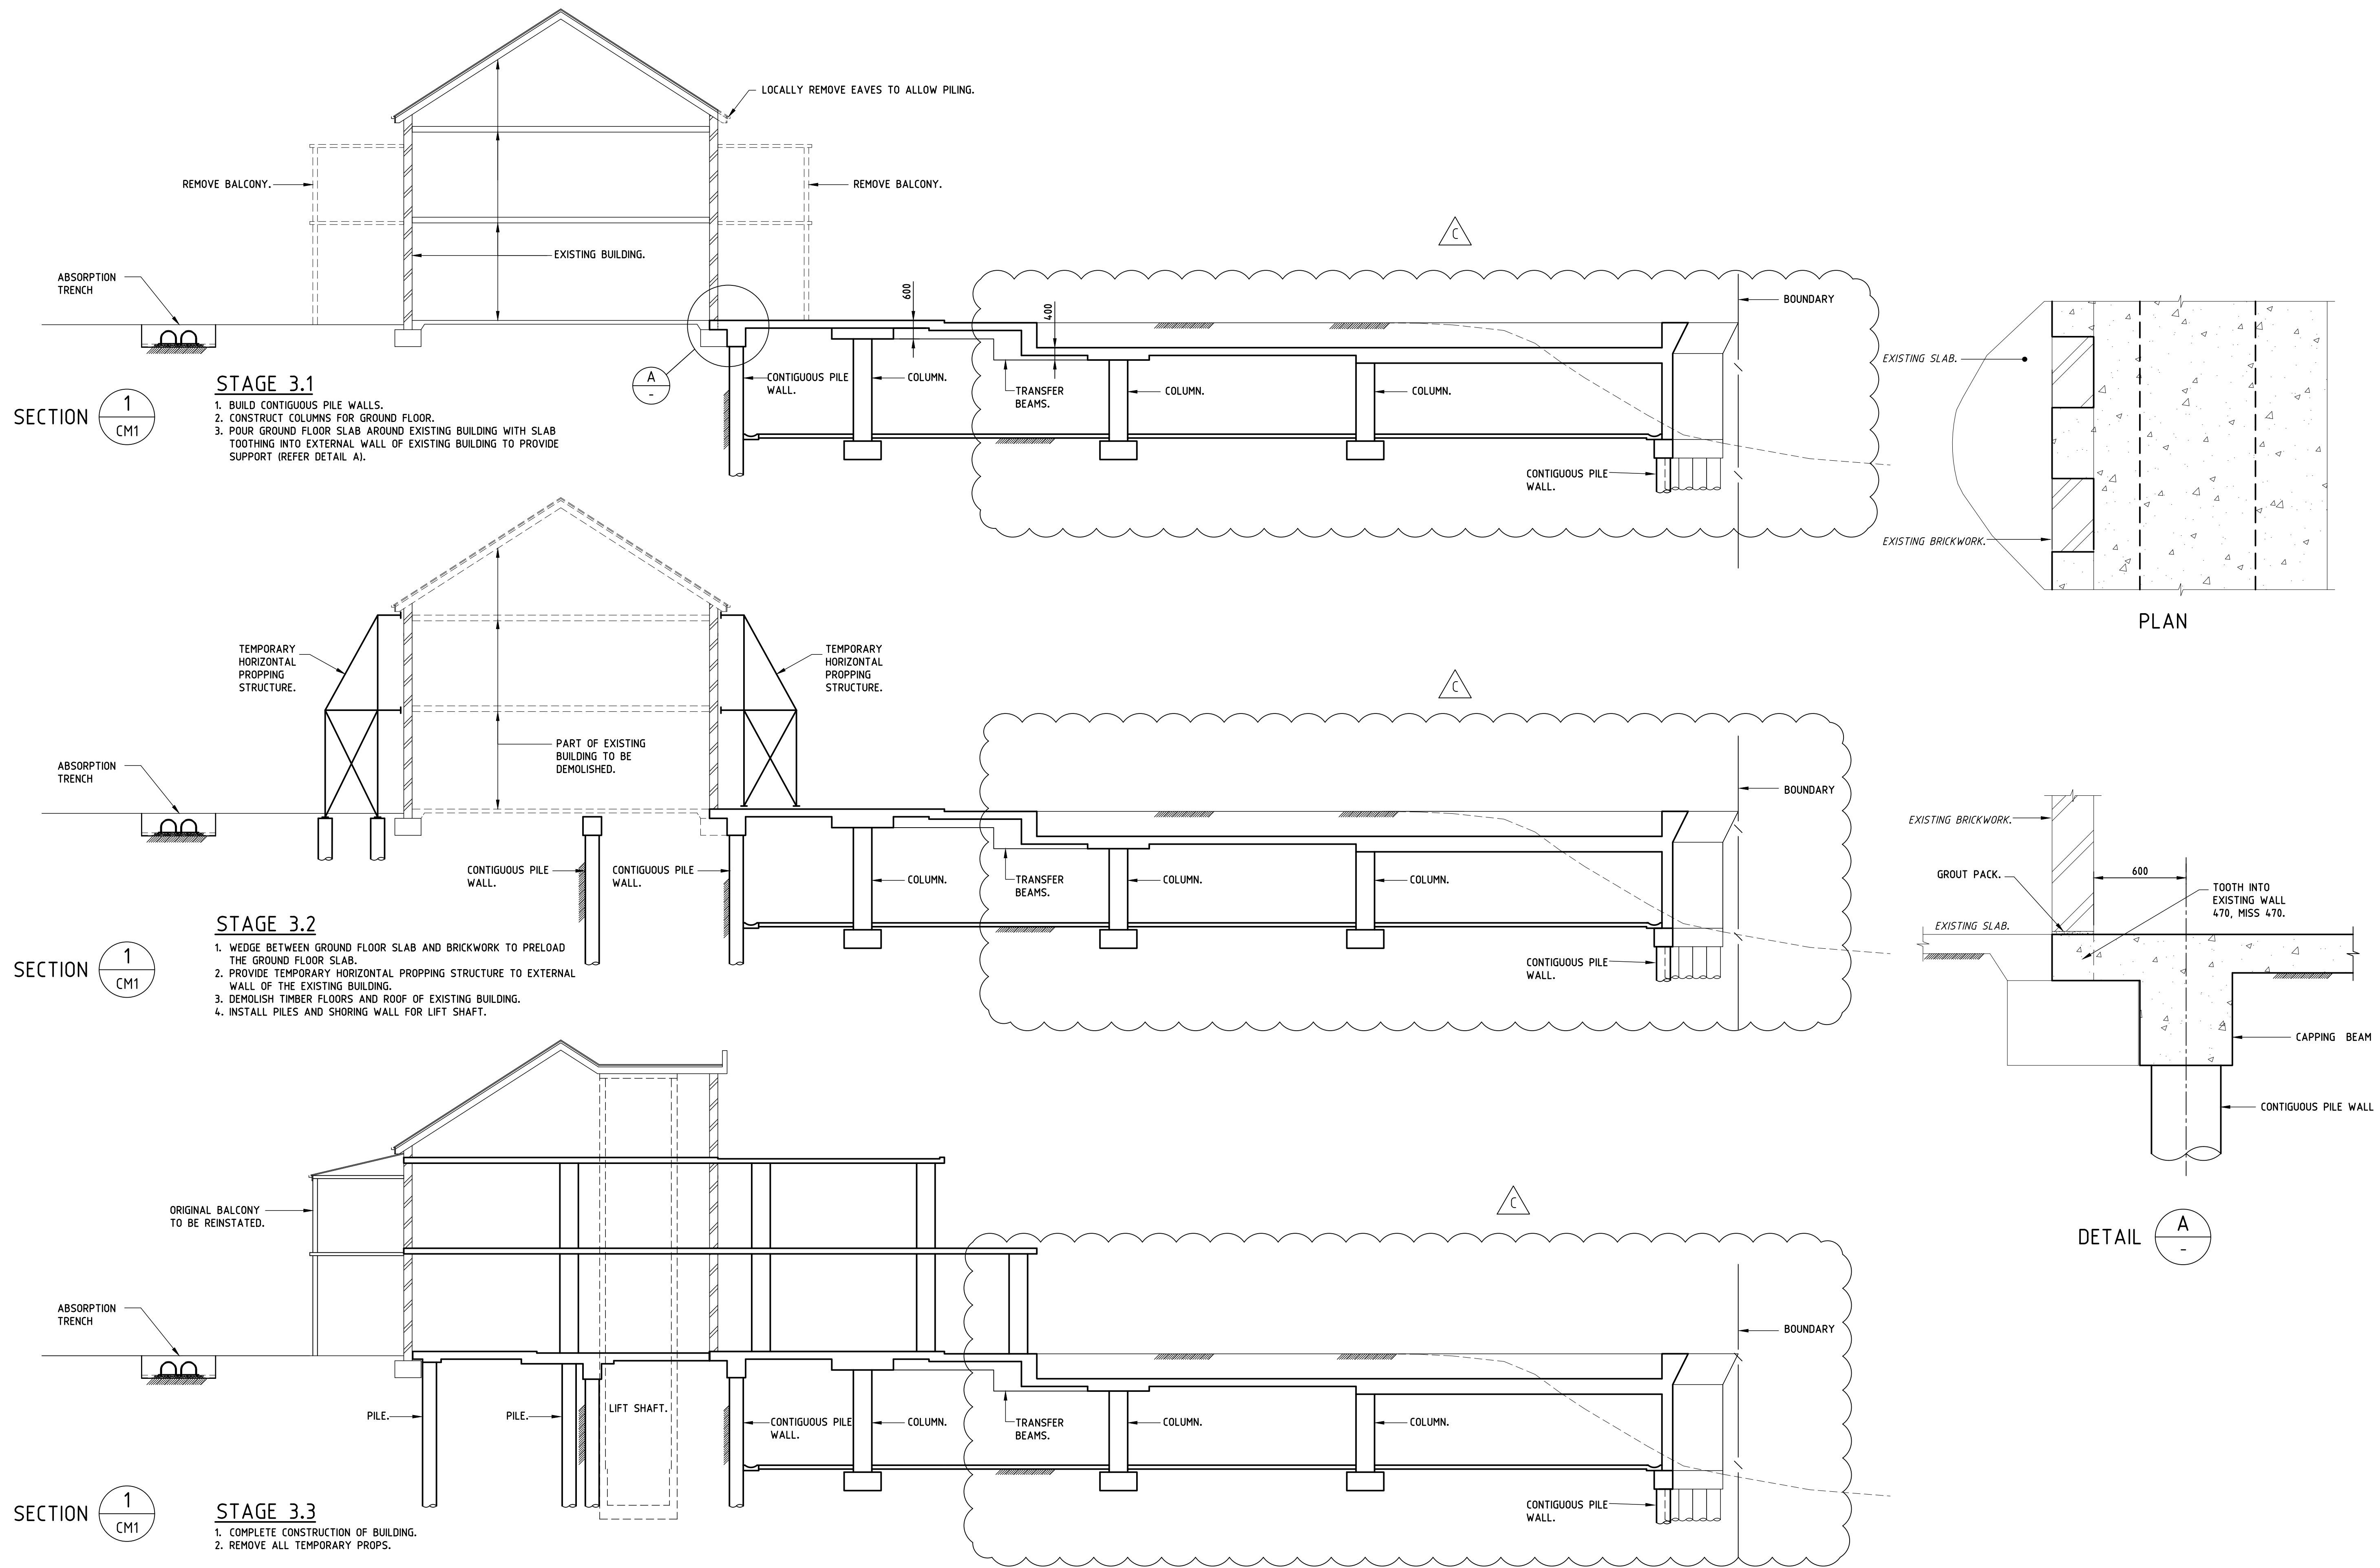 LOCALLY REMOVE EAVES TO ALLOW PILING.
REMOVE BALCONY.
REMOVE BALCONY.
EXISTING BUILDING.
ABSORPTION
TRENCH
600
400
C
BOUNDARY
A
-
CONTIGUOUS PILE
WALL.
COLUMN.
TRANSFER
BEAMS.
COLUMN.
COLUMN.
CONTIGUOUS PILE
WALL.
SECTION
1
CM1
STAGE 3.1
1. BUILD CONTIGUOUS PILE WALLS.
2. CONSTRUCT COLUMNS FOR GROUND FLOOR.
3. POUR GROUND FLOOR SLAB AROUND EXISTING BUILDING WITH SLAB
TOOTHING INTO EXTERNAL WALL OF EXISTING BUILDING TO PROVIDE
SUPPORT (REFER DETAIL A).
EXISTING SLAB.
EXISTING BRICKWORK.
PLAN
TEMPORARY
HORIZONTAL
PROPPING
STRUCTURE.
TEMPORARY
HORIZONTAL
PROPPING
STRUCTURE.
PART OF EXISTING
BUILDING TO BE
DEMOLISHED.
ABSORPTION
TRENCH
C
BOUNDARY
CONTIGUOUS PILE
WALL.
CONTIGUOUS PILE
WALL.
COLUMN.
TRANSFER
BEAMS.
COLUMN.
COLUMN.
CONTIGUOUS PILE
WALL.
SECTION
1
CM1
STAGE 3.2
1. WEDGE BETWEEN GROUND FLOOR SLAB AND BRICKWORK TO PRELOAD
THE GROUND FLOOR SLAB.
2. PROVIDE TEMPORARY HORIZONTAL PROPPING STRUCTURE TO EXTERNAL
WALL OF THE EXISTING BUILDING.
3. DEMOLISH TIMBER FLOORS AND ROOF OF EXISTING BUILDING.
4. INSTALL PILES AND SHORING WALL FOR LIFT SHAFT.
EXISTING BRICKWORK.
GROUT PACK.
EXISTING SLAB.
600
TOOTH INTO
EXISTING WALL
470, MISS 470.
CAPPING BEAM
CONTIGUOUS PILE WALL
DETAIL
A
-
ORIGINAL BALCONY
TO BE REINSTATED.
ABSORPTION
TRENCH
C
BOUNDARY
PILE.
PILE.
LIFT SHAFT.
CONTIGUOUS PILE
WALL.
COLUMN.
TRANSFER
BEAMS.
COLUMN.
COLUMN.
CONTIGUOUS PILE
WALL.
SECTION
1
CM1
STAGE 3.3
1. COMPLETE CONSTRUCTION OF BUILDING.
2. REMOVE ALL TEMPORARY PROPS.